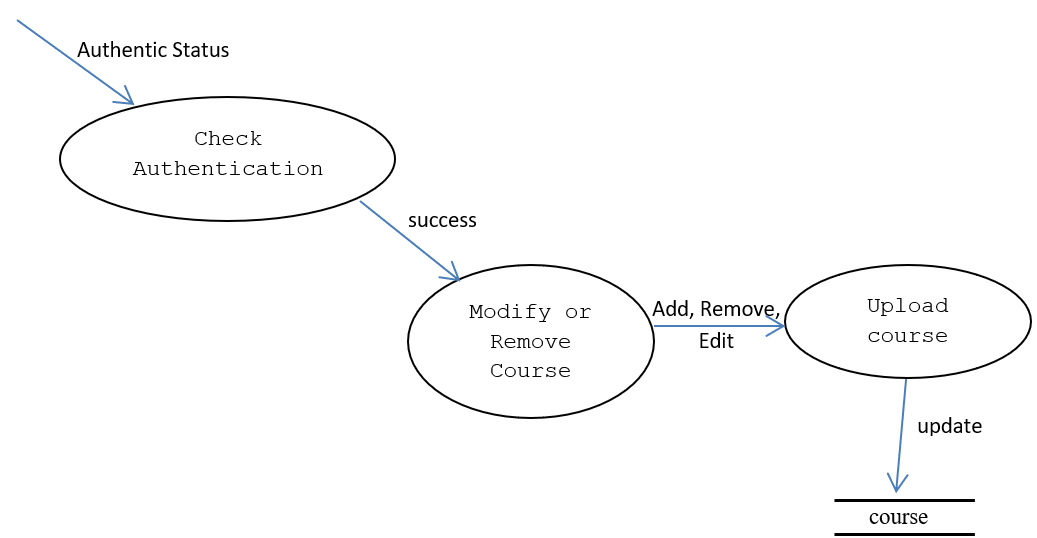 Authentic Status
Check
Authentication
success
Modify or
Remove
Course
Add, Remove,
Edit
Upload
course
update
course